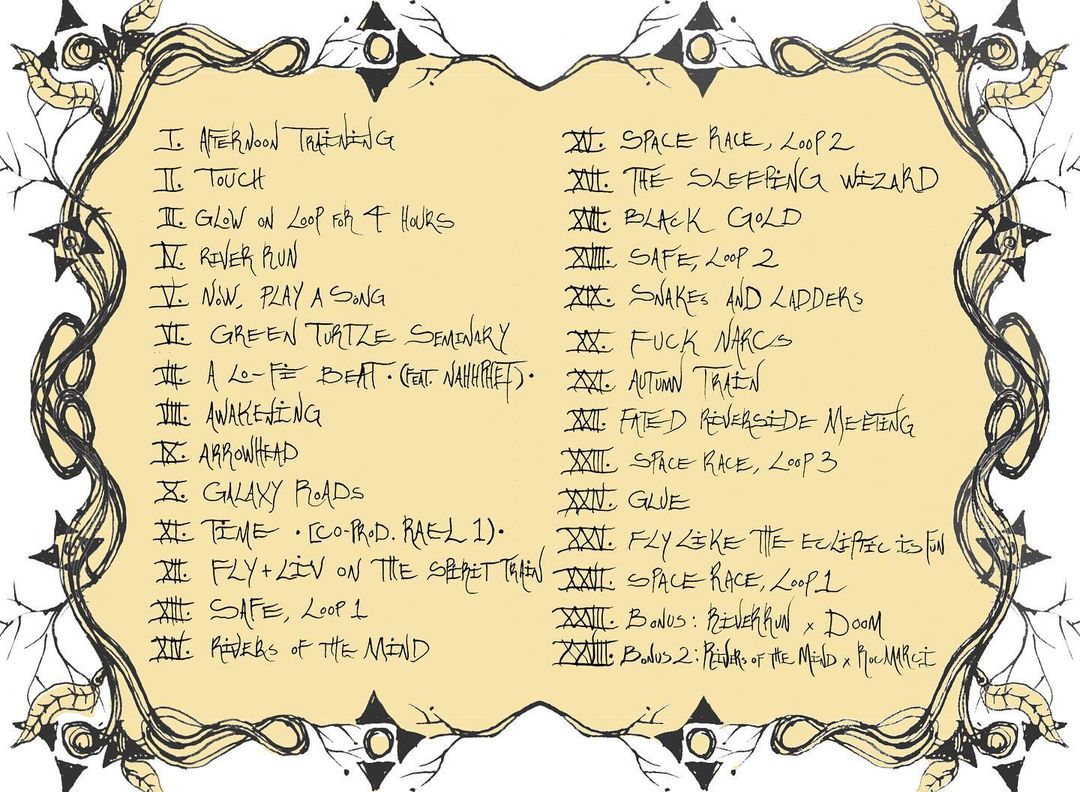 I. AFTERNOON TRAINING
II. TOUCH
III. GLOW ON LOOP FOR 4 HOURS
IV. RIVER RUN
V. NOW, PLAY A SONG
VI. GREEN TURTLE SEMINARY
VII. A LO-FI BEAT · (FEAT. NAHHPHET) ·
VIII. AWAKENING
IX. ARROWHEAD
X. GALAXY ROADS
XI. TIME · [CO-PROD. RAEL 1) ·
XII. FLY + LIV ON THE SPIRIT TRAIN
XIII. SAFE, LOOP 1
XIV. RIVERS OF THE MIND
XV. SPACE RACE, LOOP 2
XVI. THE SLEEPING WIZARD
XVII. BLACK GOLD
XVIII. SAFE, LOOP 2
XIX. SNAKES AND LADDERS
XX. FUCK NARCS
XXI. AUTUMN TRAIN
XXII. FATED RIVERSIDE MEETING
XXIII. SPACE RACE, LOOP 3
XXIV. GLUE
XXV. FLY LIKE THE ECLIPTIC IS FUN
XXVI. SPACE RACE, LOOP 1
XXVII. BONUS: RIVER RUN x DOOM
XXVIII. BONUS 2: RIVERS OF THE MIND x ROC MARCI